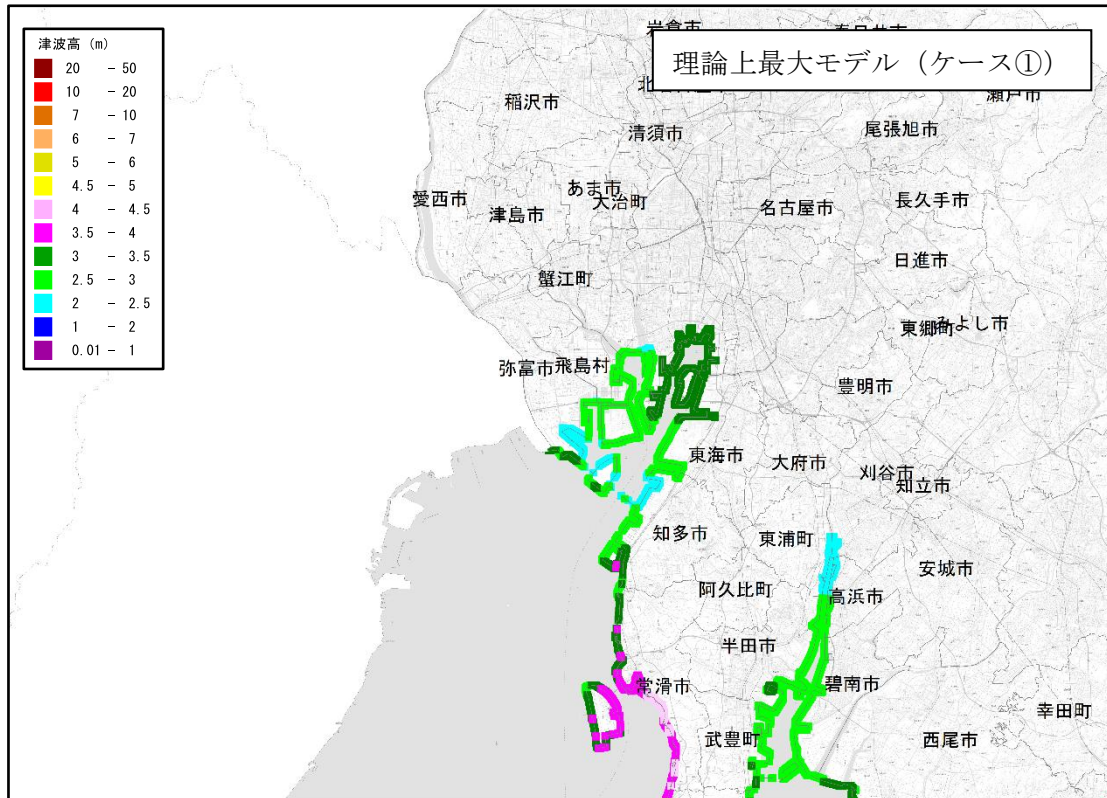 津波高 (m)
20 - 50
10 - 20
7 - 10
6 - 7
5 - 6
4.5 - 5
4 - 4.5
3.5 - 4
3 - 3.5
2.5 - 3
2 - 2.5
1 - 2
0.01 - 1
理論上最大モデル（ケース①）
岩倉市
瀬戸市
稲沢市
清須市
尾張旭市
愛西市
津島市
あま市
大治町
名古屋市
長久手市
蟹江町
日進市
東郷町
みよし市
弥富市
飛島村
豊明市
東海市
大府市
刈谷市
知立市
知多市
東浦町
安城市
阿久比町
高浜市
半田市
常滑市
碧南市
武豊町
西尾市
幸田町